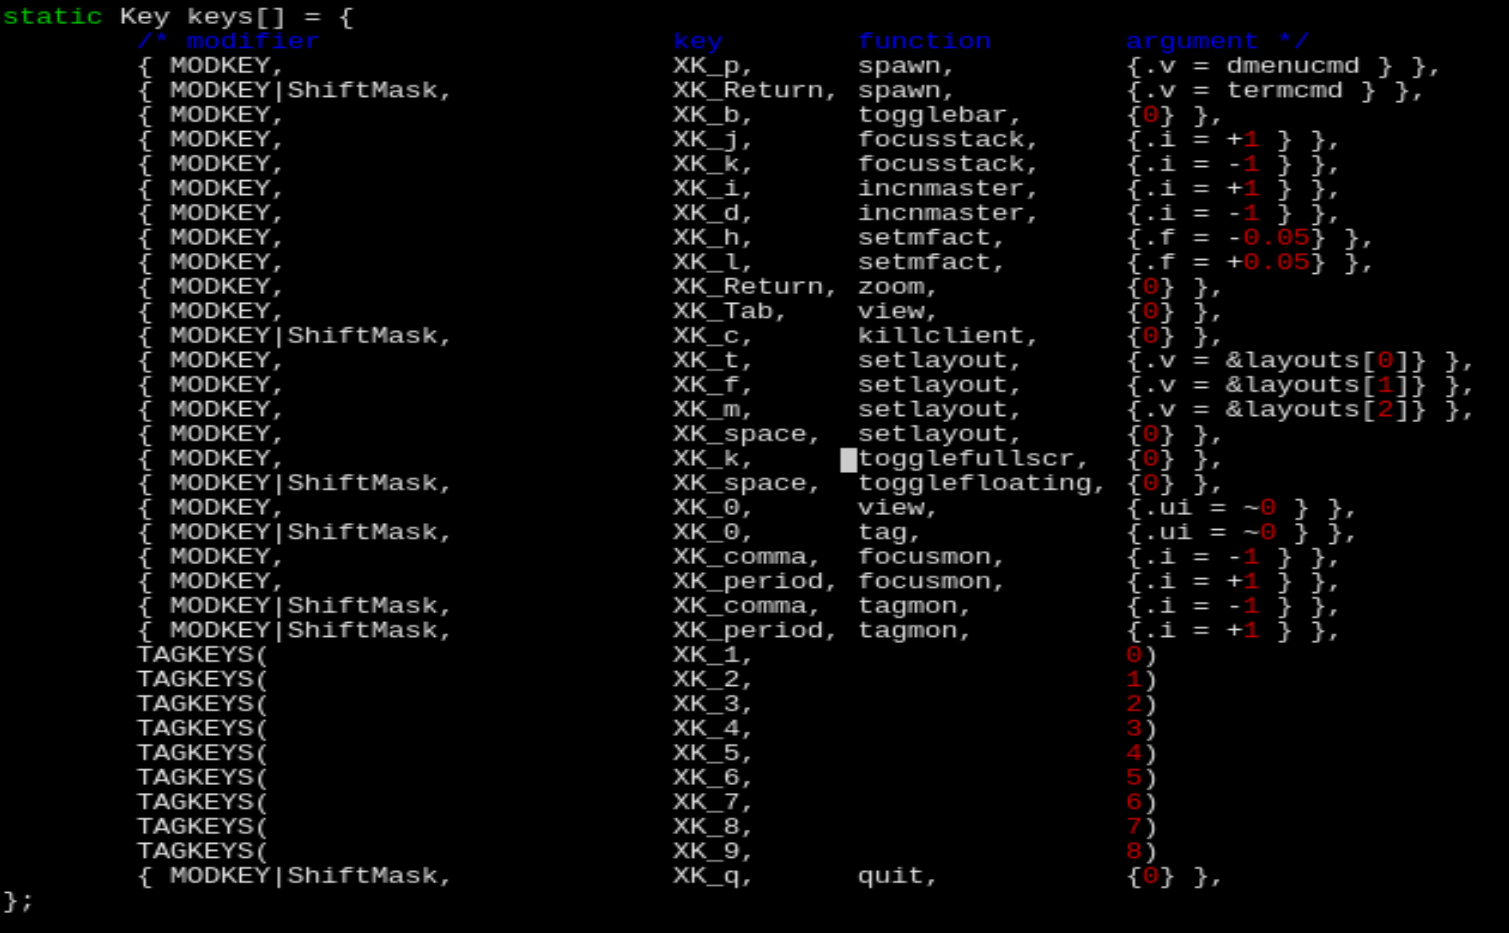 static Key keys[] = {
/* modifier key function argument */
{ MODKEY, XK_p, spawn, {.v = dmenucmd } },
{ MODKEY|ShiftMask, XK_Return, spawn, {.v = termcmd } },
{ MODKEY, XK_b, togglebar, {0} },
{ MODKEY, XK_j, focusstack, {.i = +1 } },
{ MODKEY, XK_k, focusstack, {.i = -1 } },
{ MODKEY, XK_i, incnmaster, {.i = +1 } },
{ MODKEY, XK_d, incnmaster, {.i = -1 } },
{ MODKEY, XK_h, setmfact, {.f = -0.05} },
{ MODKEY, XK_l, setmfact, {.f = +0.05} },
{ MODKEY, XK_Return, zoom, {0} },
{ MODKEY, XK_Tab, view, {0} },
{ MODKEY|ShiftMask, XK_c, killclient, {0} },
{ MODKEY, XK_t, setlayout, {.v = &layouts[0]} },
{ MODKEY, XK_f, setlayout, {.v = &layouts[1]} },
{ MODKEY, XK_m, setlayout, {.v = &layouts[2]} },
{ MODKEY, XK_space, setlayout, {0} },
{ MODKEY, XK_k, togglefullscr, {0} },
{ MODKEY|ShiftMask, XK_space, togglefloating, {0} },
{ MODKEY, XK_0, view, {.ui = ~0 } },
{ MODKEY|ShiftMask, XK_0, tag, {.ui = ~0 } },
{ MODKEY, XK_comma, focusmon, {.i = -1 } },
{ MODKEY, XK_period, focusmon, {.i = +1 } },
{ MODKEY|ShiftMask, XK_comma, tagmon, {.i = -1 } },
{ MODKEY|ShiftMask, XK_period, tagmon, {.i = +1 } },
TAGKEYS( XK_1, 0)
TAGKEYS( XK_2, 1)
TAGKEYS( XK_3, 2)
TAGKEYS( XK_4, 3)
TAGKEYS( XK_5, 4)
TAGKEYS( XK_6, 5)
TAGKEYS( XK_7, 6)
TAGKEYS( XK_8, 7)
TAGKEYS( XK_9, 8)
{ MODKEY|ShiftMask, XK_q, quit, {0} },
};